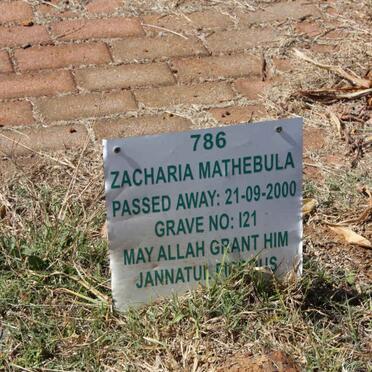 786
ZACHARIA MATHEBULA
PASSED AWAY: 21-09-2000
GRAVE NO: I21
MAY ALLAH GRANT HIM
JANNATUL